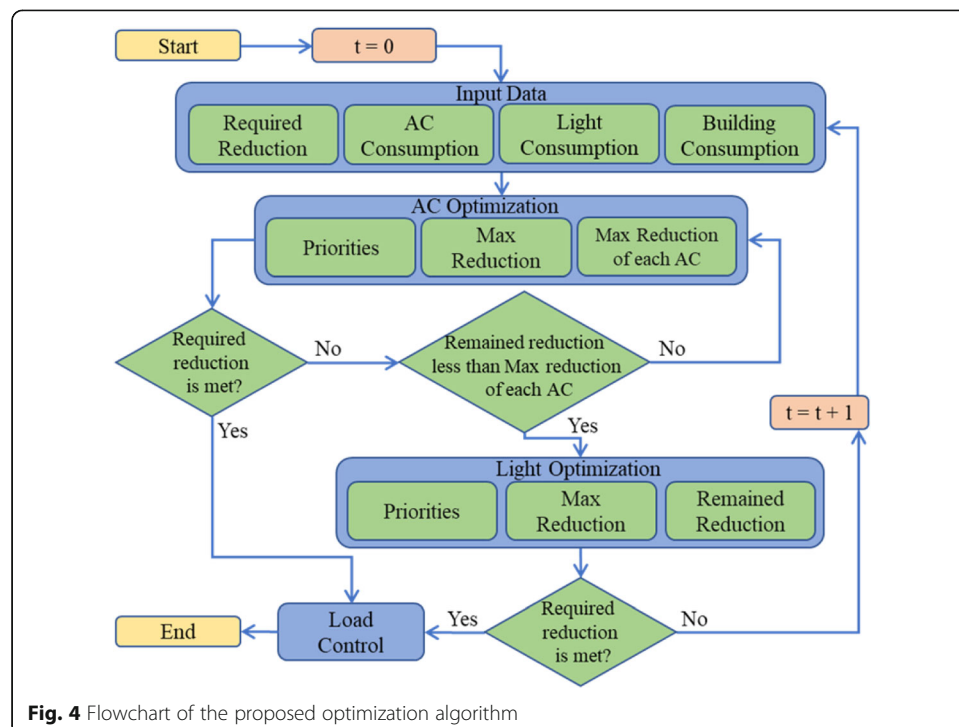 Start
t = 0
Input Data
Required
Reduction
AC
Consumption
Light
Consumption
Building
Consumption
AC Optimization
Priorities
Max
Reduction
Max Reduction
of each AC
Required
reduction
is met?
No
Remained reduction
less than Max reduction
of each AC
No
t = t + 1
Yes
Yes
Light Optimization
Priorities
Max
Reduction
Remained
Reduction
End
Load
Control
Yes
Required
reduction
is met?
No
Fig. 4 Flowchart of the proposed optimization algorithm